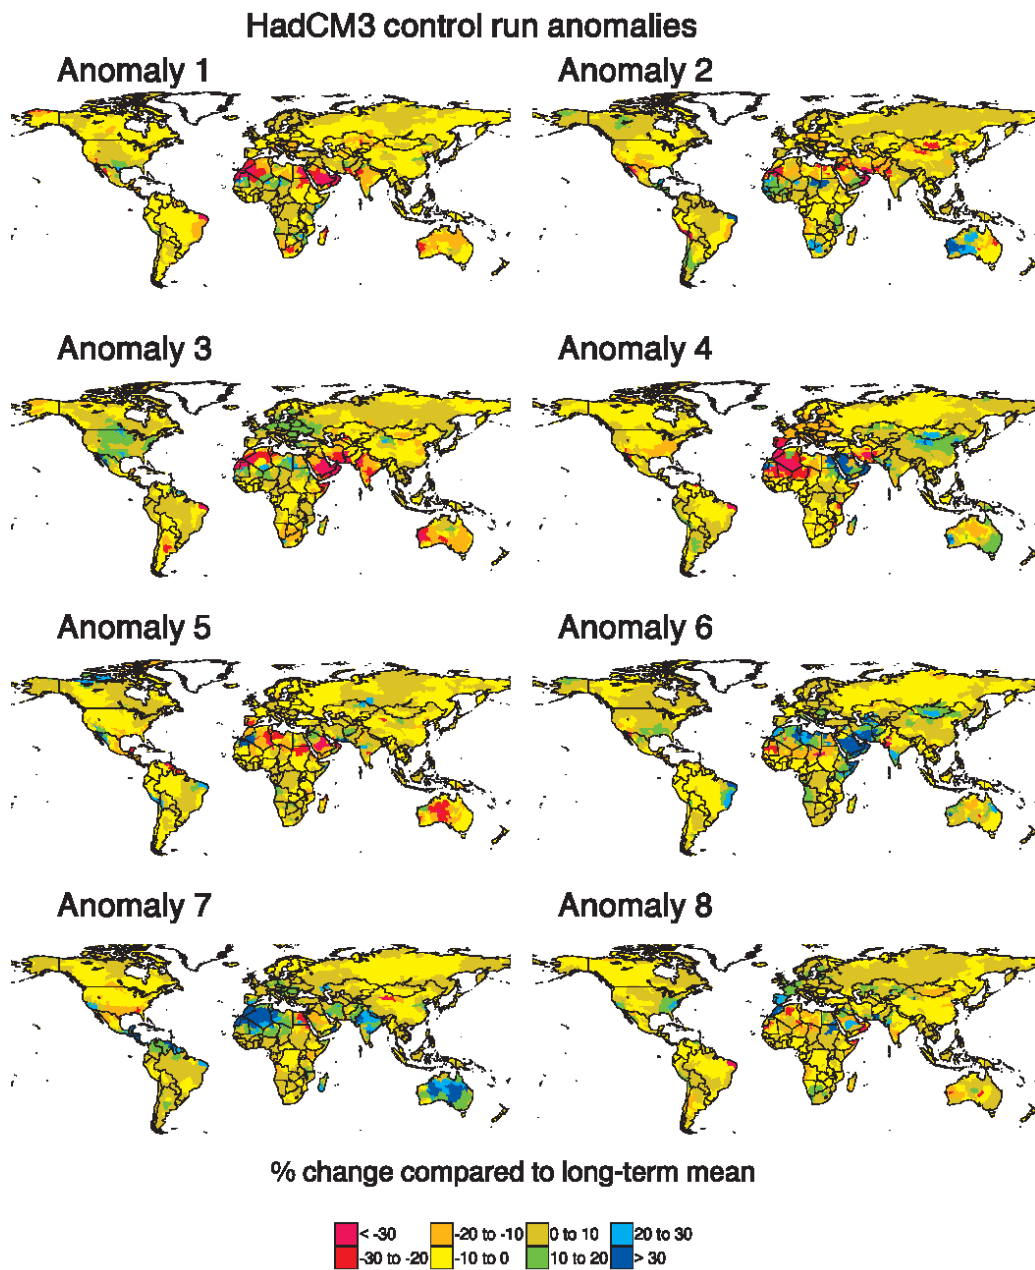 HadCM3 control run anomalies
Anomaly 1
Anomaly 2
Anomaly 3
Anomaly 4
Anomaly 5
Anomaly 6
Anomaly 7
Anomaly 8
% change compared to long-term mean
< -30 -20 to -10 0 to 10 20 to 30
-30 to -20 -10 to 0 10 to 20 > 30